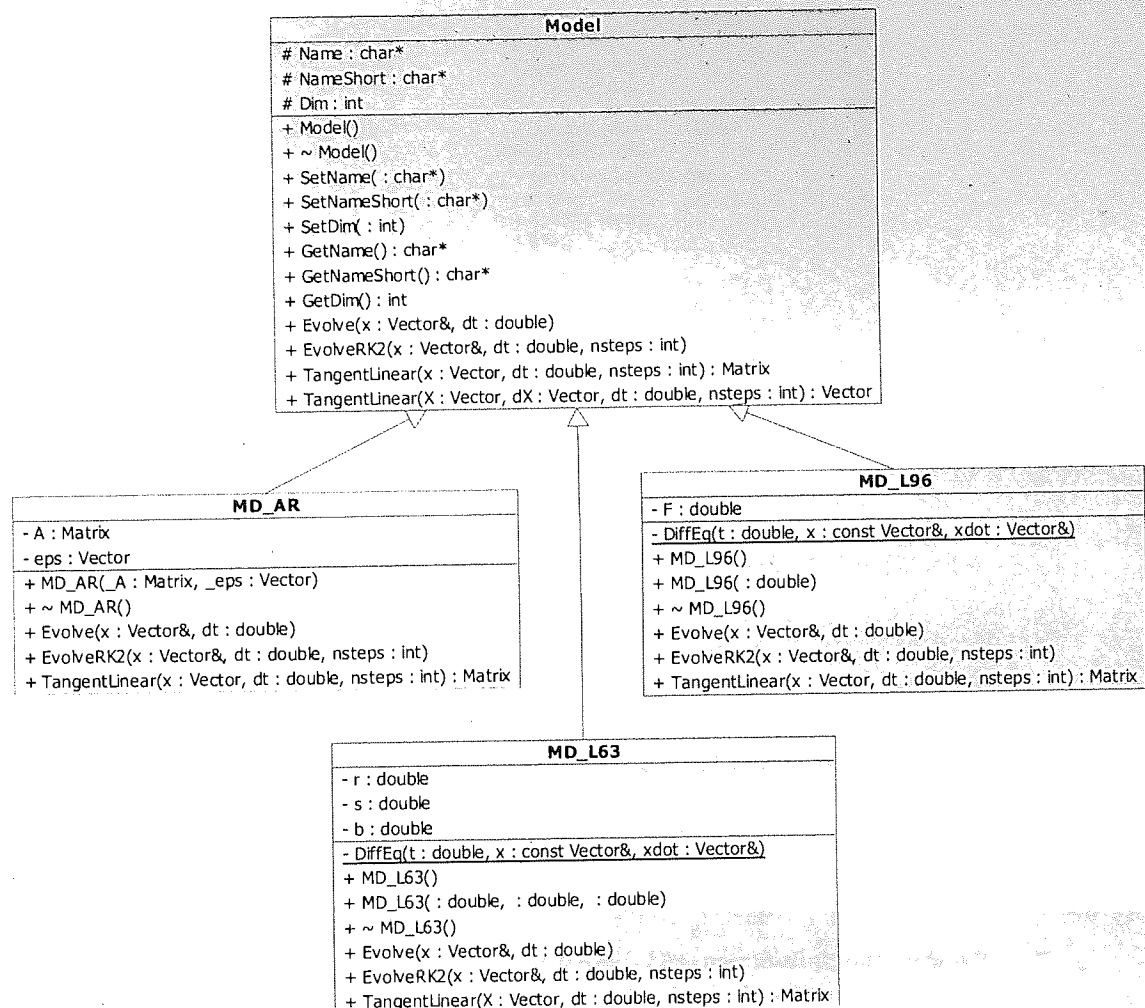 Model
# Name : char*
# NameShort : char*
# Dim : int
+ Model()
+ ~ Model()
+ SetName( : char*)
+ SetNameShort( : char*)
+ SetDim( : int)
+ GetName() : char*
+ GetNameShort() : char*
+ GetDim() : int
+ Evolve(x : Vector&, dt : double)
+ EvolveRK2(x : Vector&, dt : double, nsteps : int)
+ TangentLinear(x : Vector, dt : double, nsteps : int) : Matrix
+ TangentLinear(X : Vector, dX : Vector, dt : double, nsteps : int) : Vector
MD_AR
- A : Matrix
- eps : Vector
+ MD_AR(_A : Matrix, _eps : Vector)
+ ~ MD_AR()
+ Evolve(x : Vector&, dt : double)
+ EvolveRK2(x : Vector&, dt : double, nsteps : int)
+ TangentLinear(x : Vector, dt : double, nsteps : int) : Matrix
MD_L96
- F : double
- DiffEq(t : double, x : const Vector&, xdot : Vector&)
+ MD_L96()
+ MD_L96( : double)
+ ~ MD_L96()
+ Evolve(x : Vector&, dt : double)
+ EvolveRK2(x : Vector&, dt : double, nsteps : int)
+ TangentLinear(x : Vector, dt : double, nsteps : int) : Matrix
MD_L63
- r : double
- s : double
- b : double
- DiffEq(t : double, x : const Vector&, xdot : Vector&)
+ MD_L63()
+ MD_L63( : double, : double, : double)
+ ~ MD_L63()
+ Evolve(x : Vector&, dt : double)
+ EvolveRK2(x : Vector&, dt : double, nsteps : int)
+ TangentLinear(X : Vector, dt : double, nsteps : int) : Matrix